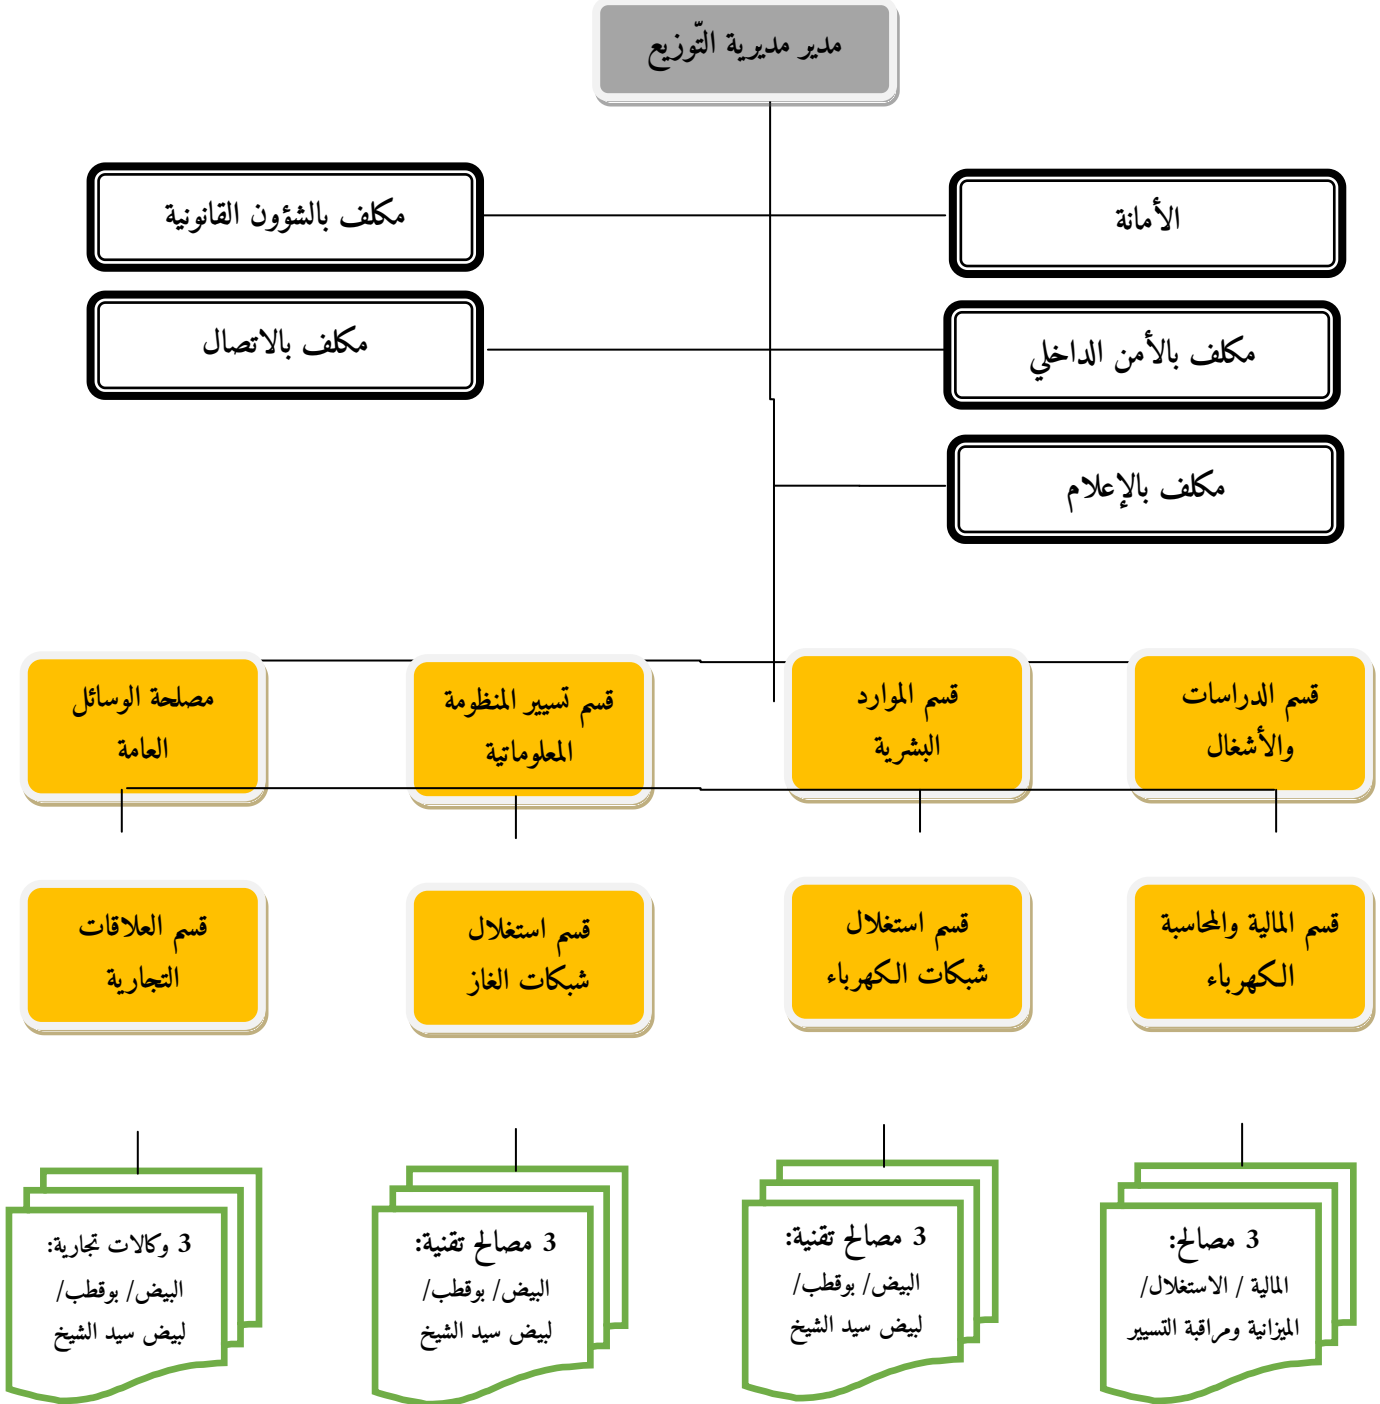 مدير مديرية التّوزيع
الأمانة
مكلف بالشؤون القانونية
مكلف بالأمن الداخلي
مكلف بالاتصال
مكلف بالإعلام
قسم الدراسات
والأشغال
قسم الموارد
البشرية
قسم تسيير المنظومة
المعلوماتية
مصلحة الوسائل
العامة
قسم المالية والمحاسبة
الكهرباء
قسم استغلال
شبكات الكهرباء
قسم استغلال
شبكات الغاز
قسم العلاقات
التجارية
3 مصالح:
المالية / الاستغلال/
الميزانية ومراقبة التسيير
3 مصالح تقنية:
البيض/ بوقطب/
لبيض سيد الشيخ
3 مصالح تقنية:
البيض/ بوقطب/
لبيض سيد الشيخ
3 وكالات تجارية:
البيض/ بوقطب/
لبيض سيد الشيخ